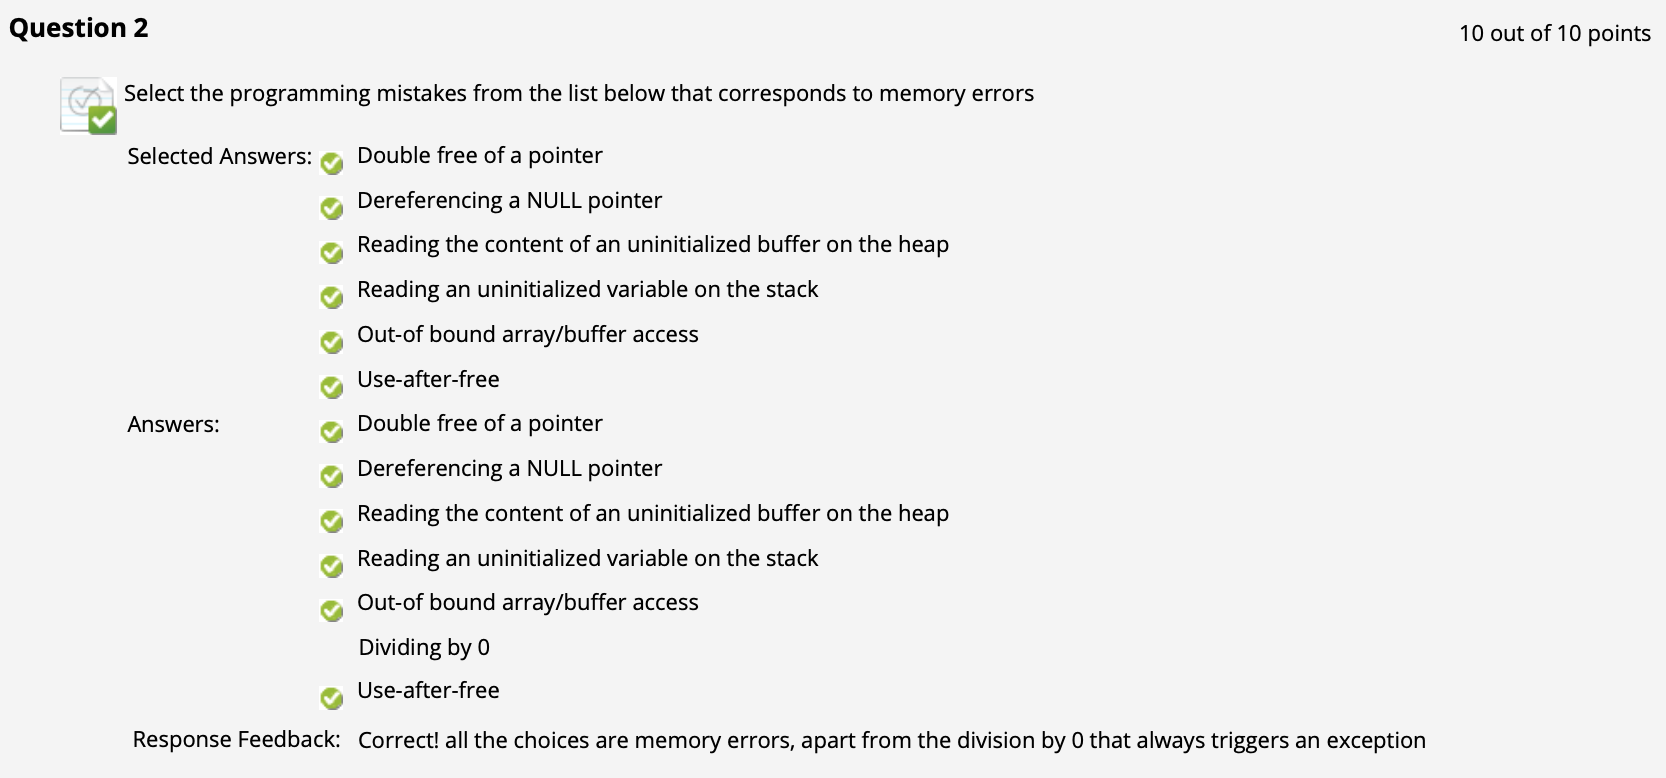 Question 2
10 out of 10 points
Select the programming mistakes from the list below that corresponds to memory errors
Selected Answers: Double free of a pointer
Dereferencing a NULL pointer
Reading the content of an uninitialized buffer on the heap
Reading an uninitialized variable on the stack
Out-of bound array/buffer access
Use-after-free
Answers: Double free of a pointer
Dereferencing a NULL pointer
Reading the content of an uninitialized buffer on the heap
Reading an uninitialized variable on the stack
Out-of bound array/buffer access
Dividing by 0
Use-after-free
Response Feedback: Correct! all the choices are memory errors, apart from the division by 0 that always triggers an exception